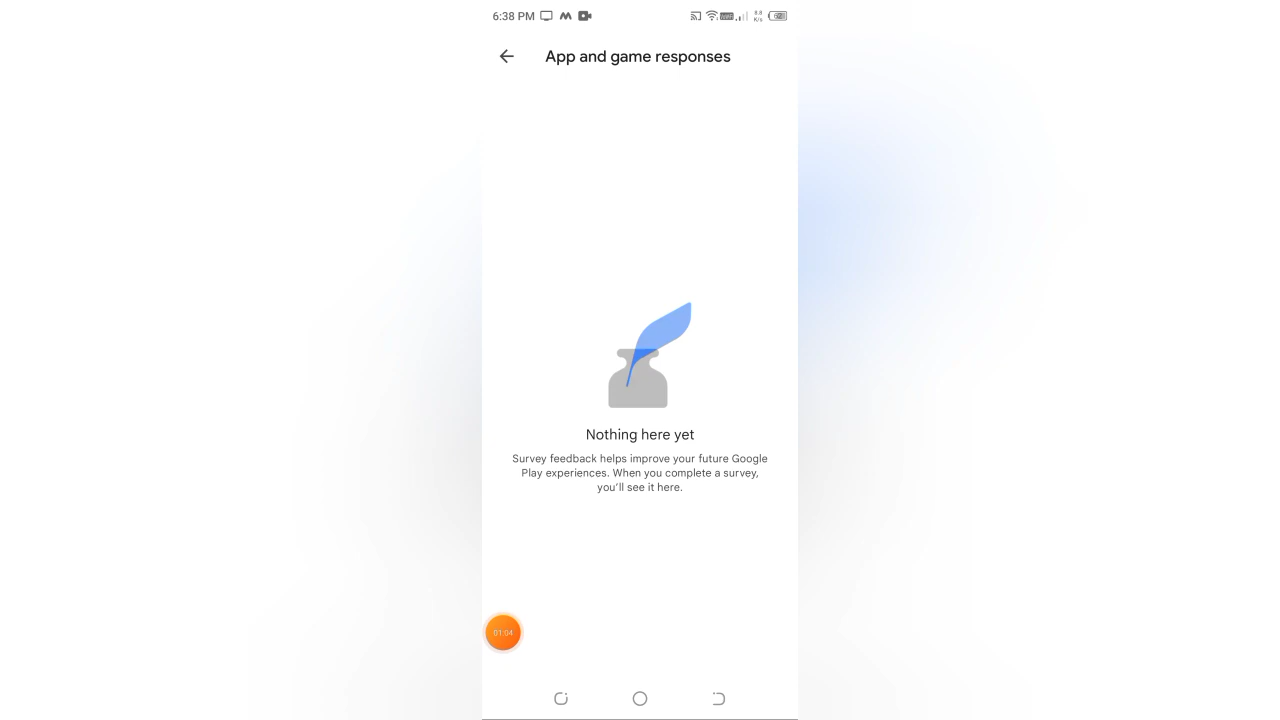 6:38 PM
App and game responses
Nothing here yet
Survey feedback helps improve your future Google
Play experiences. When you complete a survey,
you'll see it here.
01:04